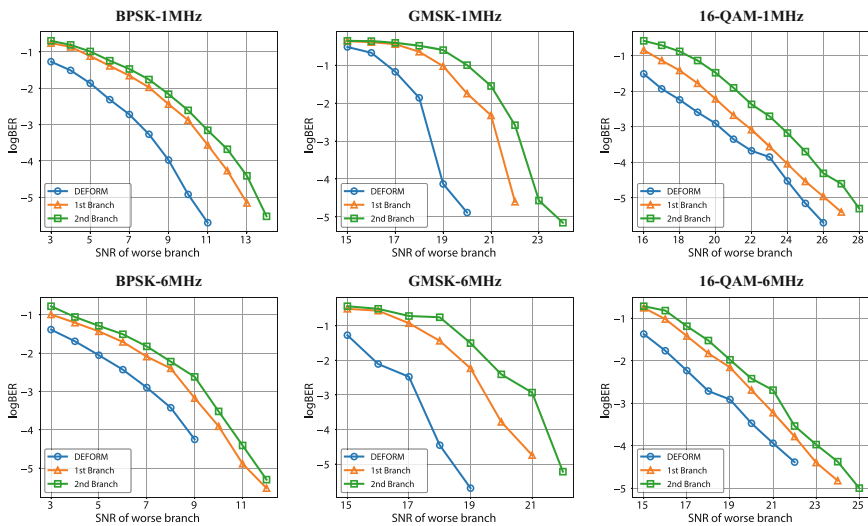 BPSK-1MHz
−1
−2
−3
−4
−5
logBER
DEFORM
1st Branch
2nd Branch
3 5 7 9 11 13
SNR of worse branch
GMSK-1MHz
−1
−2
−3
−4
−5
logBER
DEFORM
1st Branch
2nd Branch
15 17 19 21 23
SNR of worse branch
16-QAM-1MHz
−1
−2
−3
−4
−5
logBER
DEFORM
1st Branch
2nd Branch
16 18 20 22 24 26 28
SNR of worse branch
BPSK-6MHz
−1
−2
−3
−4
−5
logBER
DEFORM
1st Branch
2nd Branch
3 5 7 9 11
SNR of worse branch
GMSK-6MHz
−1
−2
−3
−4
−5
logBER
DEFORM
1st Branch
2nd Branch
15 17 19 21
SNR of worse branch
16-QAM-6MHz
−1
−2
−3
−4
−5
logBER
DEFORM
1st Branch
2nd Branch
15 16 17 18 19 20 21 22 23 24 25
SNR of worse branch